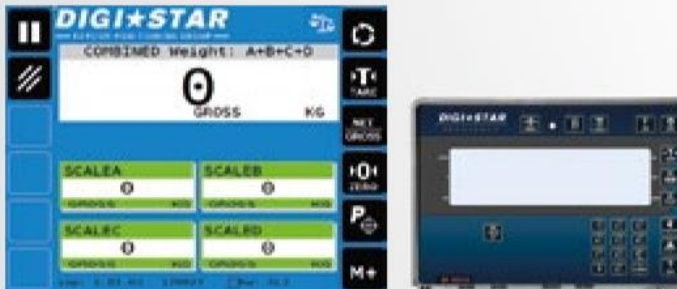 DIGI★STAR
COMBINED Weight: A+B+C+D
0
GROSS KG
TARE
NET
GROSS
SCALEA
0
GROSS KG
SCALEB
0
GROSS KG
0
ZERO
SCALEC
0
GROSS KG
SCALED
0
GROSS KG
P
M+
DIGI★STAR